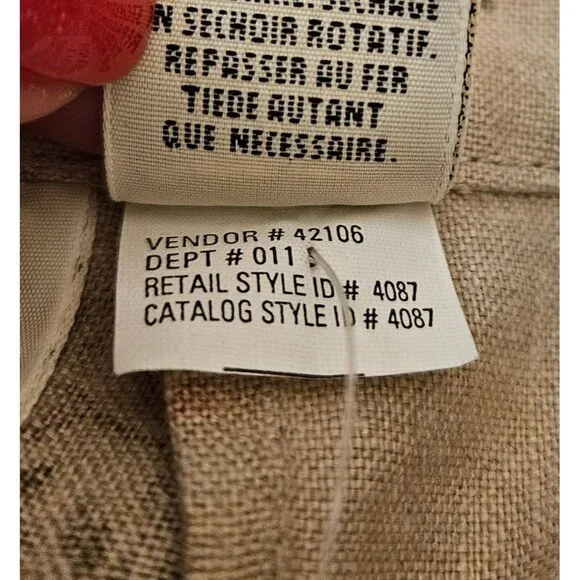 SECHAGE
N SECHOIR ROTATIF.
REPASSER AU FER
TIEDE AUTANT
QUE NECESSAIRE.
VENDOR # 42106
DEPT # 011
RETAIL STYLE ID # 4087
CATALOG STYLE ID # 4087